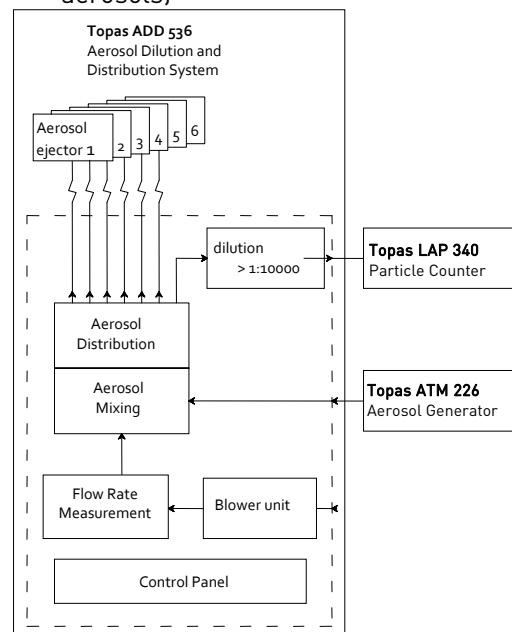 aerosols,
Topas ADD 536
Aerosol Dilution and
Distribution System
Aerosol
ejector 1
2
3
4
5
6
dilution
> 1:10000
Topas LAP 340
Particle Counter
Aerosol
Distribution
Aerosol
Mixing
Topas ATM 226
Aerosol Generator
Flow Rate
Measurement
Blower unit
Control Panel